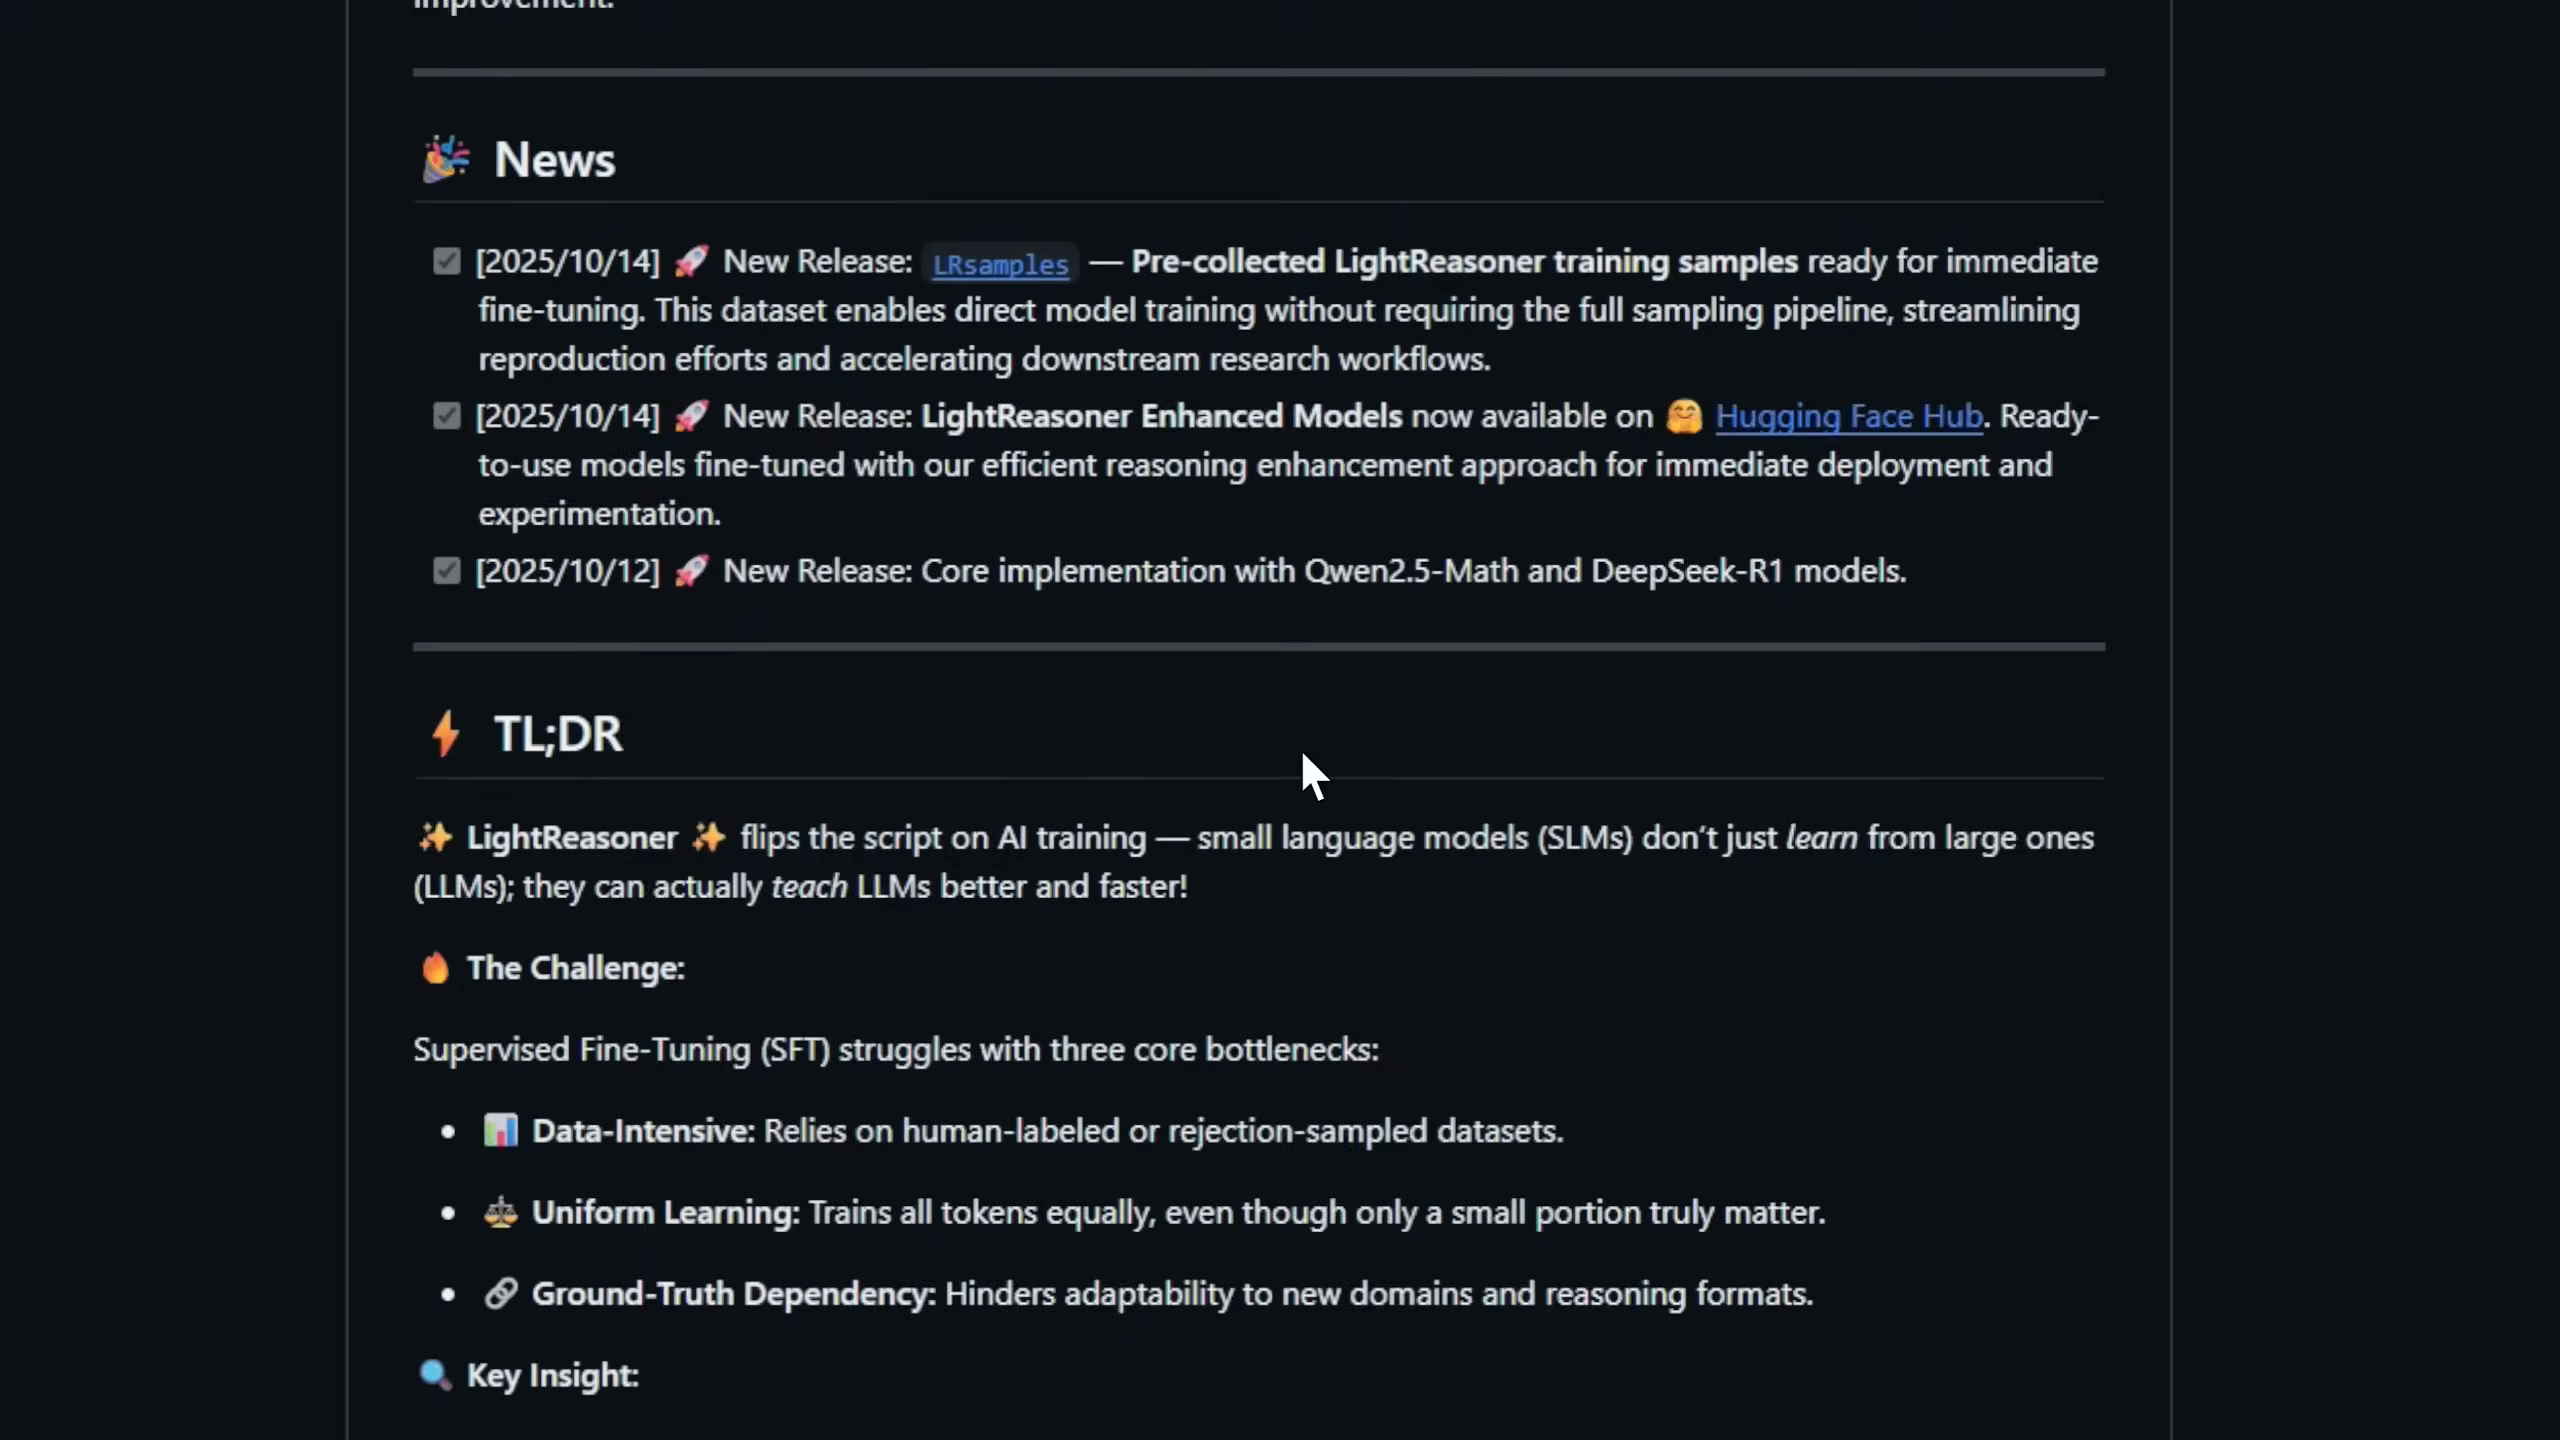 improvement.
News
[2025/10/14] 🚀 New Release: LRsamples — Pre-collected LightReasoner training samples ready for immediate
fine-tuning. This dataset enables direct model training without requiring the full sampling pipeline, streamlining
reproduction efforts and accelerating downstream research workflows.
[2025/10/14] 🚀 New Release: LightReasoner Enhanced Models now available on 🤗 Hugging Face Hub. Ready-
to-use models fine-tuned with our efficient reasoning enhancement approach for immediate deployment and
experimentation.
[2025/10/12] 🚀 New Release: Core implementation with Qwen2.5-Math and DeepSeek-R1 models.
TL;DR
✨ LightReasoner ✨ flips the script on AI training — small language models (SLMs) don’t just learn from large ones
(LLMs); they can actually teach LLMs better and faster!
The Challenge:
Supervised Fine-Tuning (SFT) struggles with three core bottlenecks:
Data-Intensive: Relies on human-labeled or rejection-sampled datasets.
Uniform Learning: Trains all tokens equally, even though only a small portion truly matter.
Ground-Truth Dependency: Hinders adaptability to new domains and reasoning formats.
Key Insight: